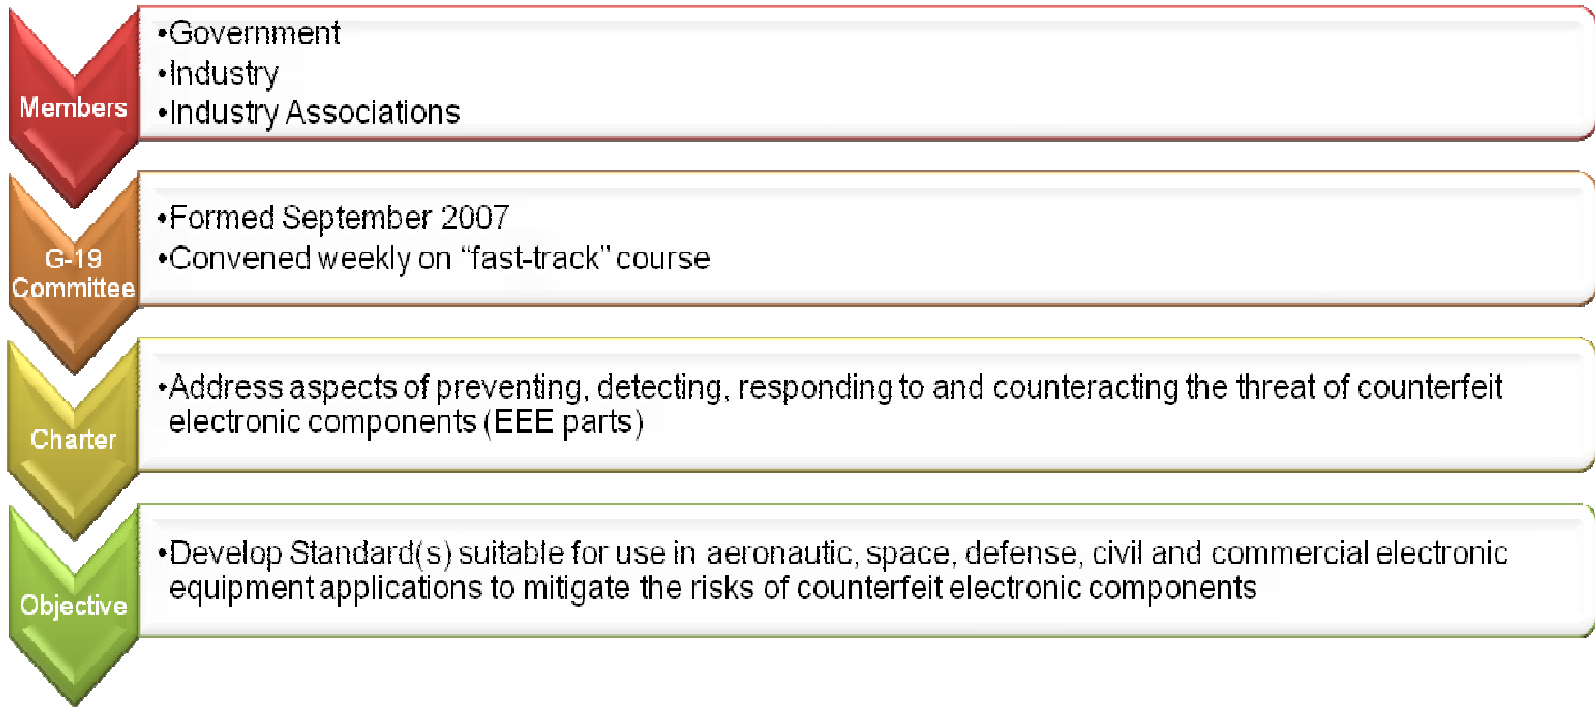 Members
•Government
•Industry
•Industry Associations
G-19
Committee
•Formed September 2007
•Convened weekly on “fast-track” course
Charter
•Address aspects of preventing, detecting, responding to and counteracting the threat of counterfeit
electronic components (EEE parts)
Objective
•Develop Standard(s) suitable for use in aeronautic, space, defense, civil and commercial electronic
equipment applications to mitigate the risks of counterfeit electronic components